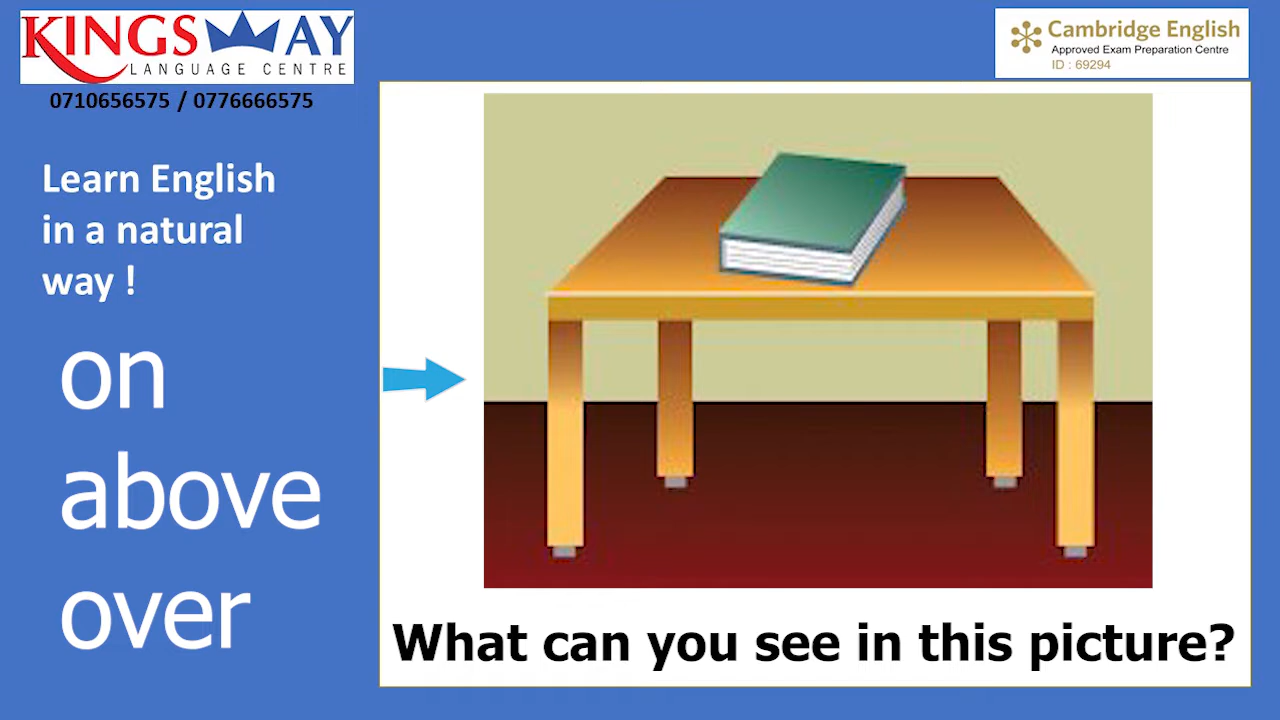 KINGSWAY
LANGUAGE CENTRE
0710656575 / 0776666575
Cambridge English
Approved Exam Preparation Centre
ID : 69294
Learn English
in a natural
way !
on
above
over
What can you see in this picture?